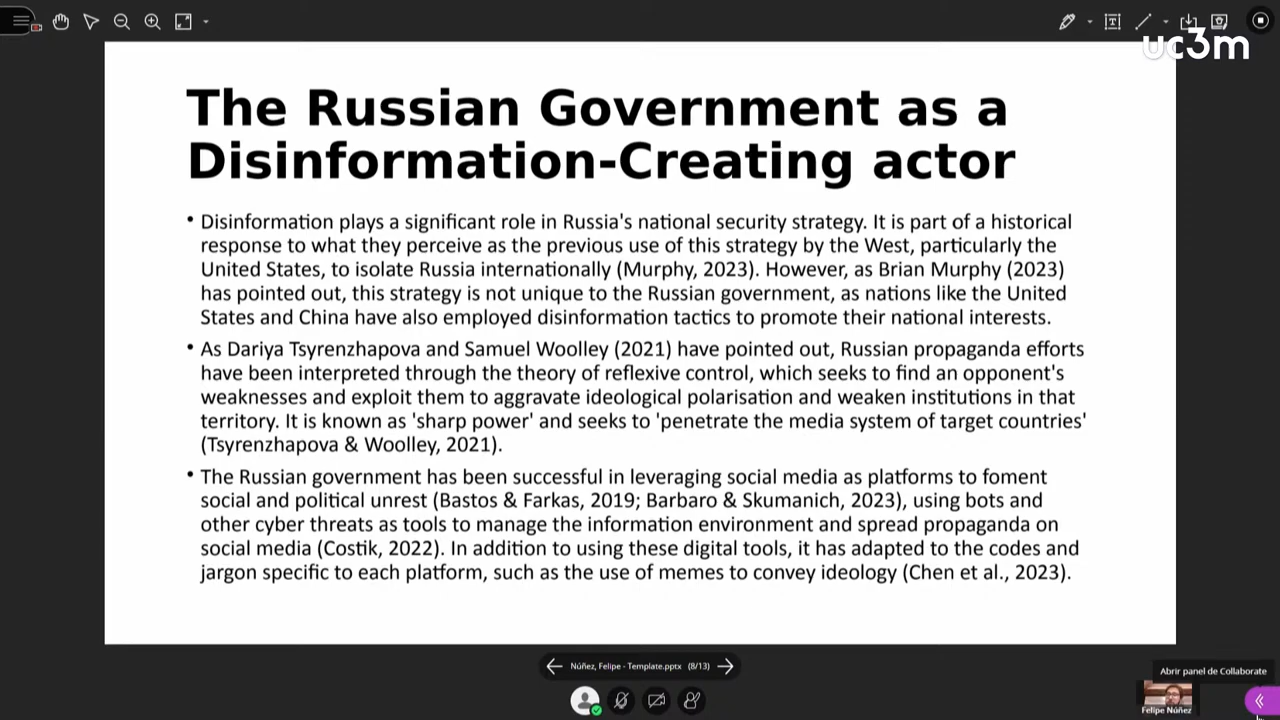 uc3m
The Russian Government as a
Disinformation-Creating actor
• Disinformation plays a significant role in Russia's national security strategy. It is part of a historical
response to what they perceive as the previous use of this strategy by the West, particularly the
United States, to isolate Russia internationally (Murphy, 2023). However, as Brian Murphy (2023)
has pointed out, this strategy is not unique to the Russian government, as nations like the United
States and China have also employed disinformation tactics to promote their national interests.
• As Dariya Tsyrenzhapova and Samuel Woolley (2021) have pointed out, Russian propaganda efforts
have been interpreted through the theory of reflexive control, which seeks to find an opponent's
weaknesses and exploit them to aggravate ideological polarisation and weaken institutions in that
territory. It is known as 'sharp power' and seeks to 'penetrate the media system of target countries'
(Tsyrenzhapova & Woolley, 2021).
• The Russian government has been successful in leveraging social media as platforms to foment
social and political unrest (Bastos & Farkas, 2019; Barbaro & Skumanich, 2023), using bots and
other cyber threats as tools to manage the information environment and spread propaganda on
social media (Costik, 2022). In addition to using these digital tools, it has adapted to the codes and
jargon specific to each platform, such as the use of memes to convey ideology (Chen et al., 2023).
Núñez, Felipe - Template.pptx (8/13)
Abrir panel de Collaborate
Felipe Núñez